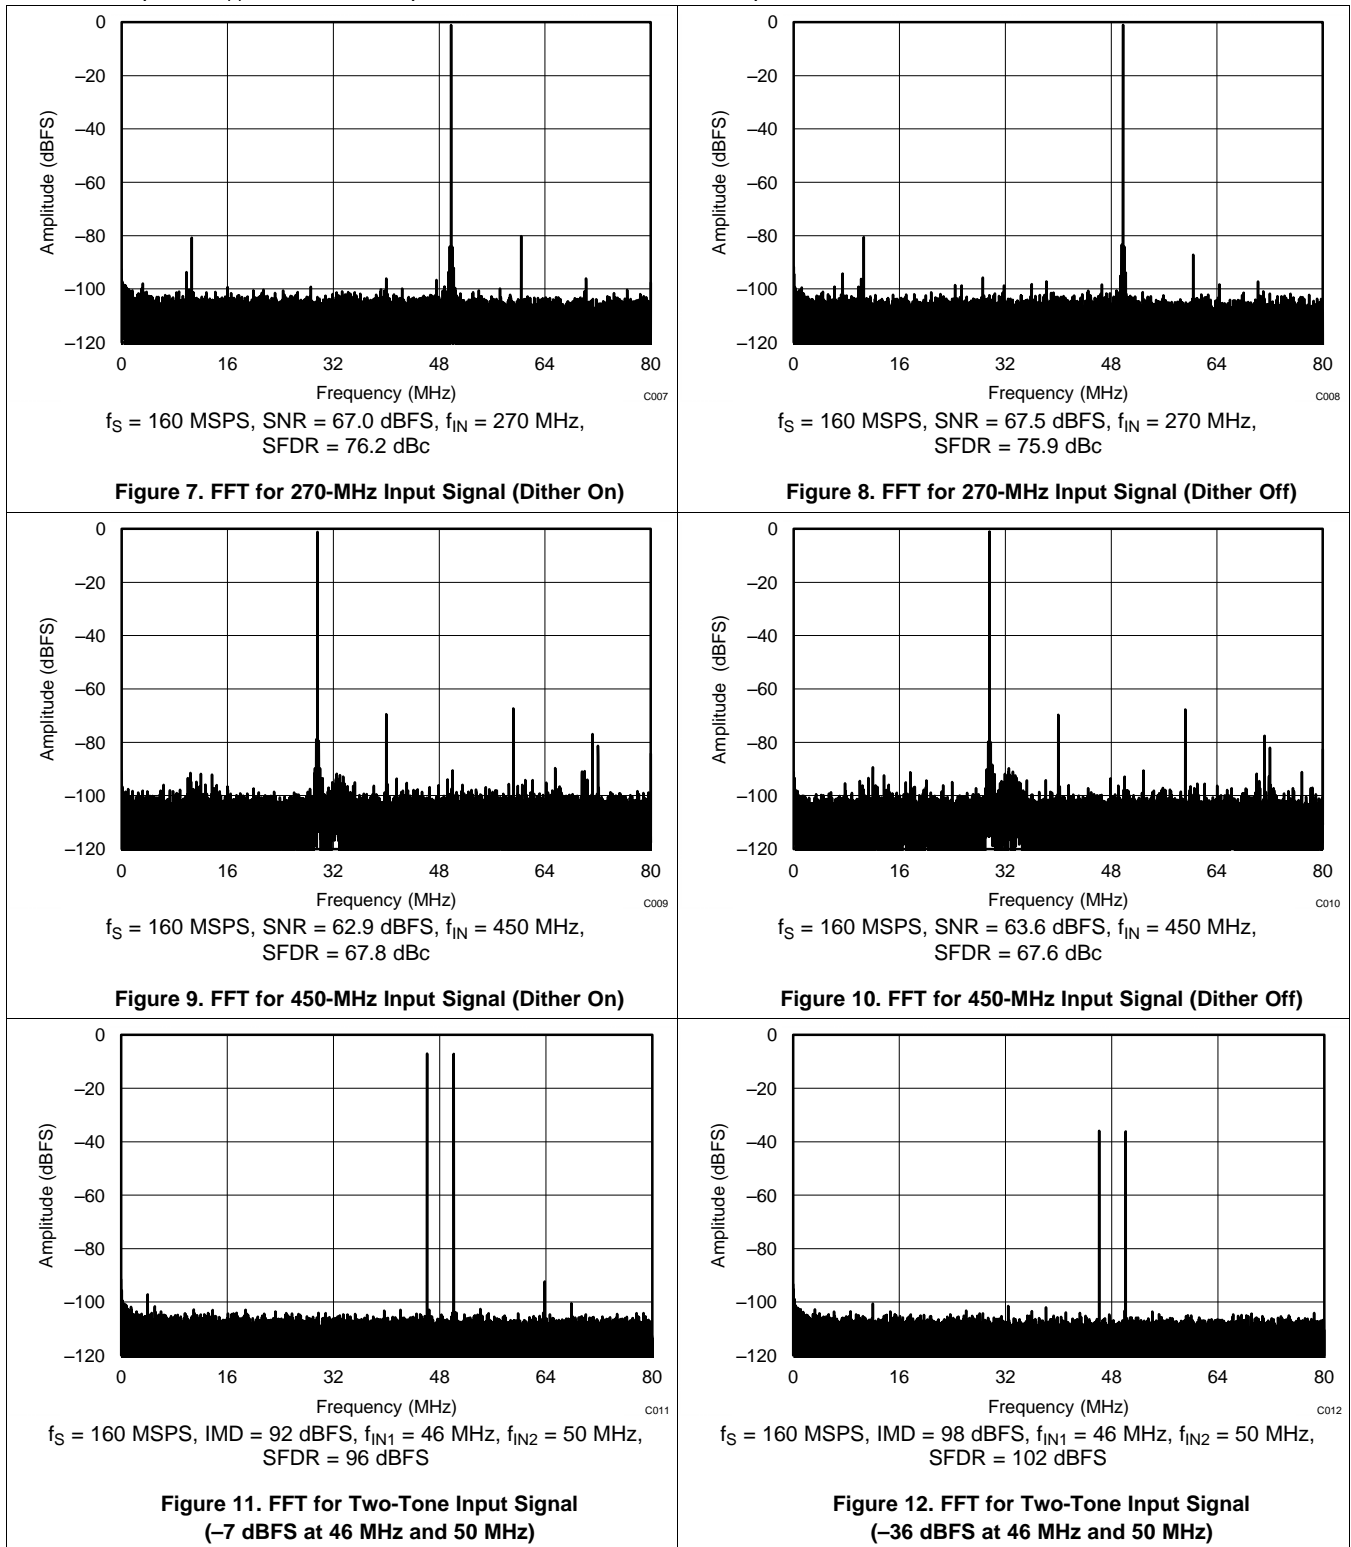 0
–20
–40
–60
–80
–100
–120
Amplitude (dBFS)
0 16 32 48 64 80
Frequency (MHz)
C007
fS = 160 MSPS, SNR = 67.0 dBFS, fIN = 270 MHz,
SFDR = 76.2 dBc
Figure 7. FFT for 270-MHz Input Signal (Dither On)
0
–20
–40
–60
–80
–100
–120
Amplitude (dBFS)
0 16 32 48 64 80
Frequency (MHz)
C008
fS = 160 MSPS, SNR = 67.5 dBFS, fIN = 270 MHz,
SFDR = 75.9 dBc
Figure 8. FFT for 270-MHz Input Signal (Dither Off)
0
–20
–40
–60
–80
–100
–120
Amplitude (dBFS)
0 16 32 48 64 80
Frequency (MHz)
C009
fS = 160 MSPS, SNR = 62.9 dBFS, fIN = 450 MHz,
SFDR = 67.8 dBc
Figure 9. FFT for 450-MHz Input Signal (Dither On)
0
–20
–40
–60
–80
–100
–120
Amplitude (dBFS)
0 16 32 48 64 80
Frequency (MHz)
C010
fS = 160 MSPS, SNR = 63.6 dBFS, fIN = 450 MHz,
SFDR = 67.6 dBc
Figure 10. FFT for 450-MHz Input Signal (Dither Off)
0
–20
–40
–60
–80
–100
–120
Amplitude (dBFS)
0 16 32 48 64 80
Frequency (MHz)
C011
fS = 160 MSPS, IMD = 92 dBFS, fIN1 = 46 MHz, fIN2 = 50 MHz,
SFDR = 96 dBFS
Figure 11. FFT for Two-Tone Input Signal
(–7 dBFS at 46 MHz and 50 MHz)
0
–20
–40
–60
–80
–100
–120
Amplitude (dBFS)
0 16 32 48 64 80
Frequency (MHz)
C012
fS = 160 MSPS, IMD = 98 dBFS, fIN1 = 46 MHz, fIN2 = 50 MHz,
SFDR = 102 dBFS
Figure 12. FFT for Two-Tone Input Signal
(–36 dBFS at 46 MHz and 50 MHz)